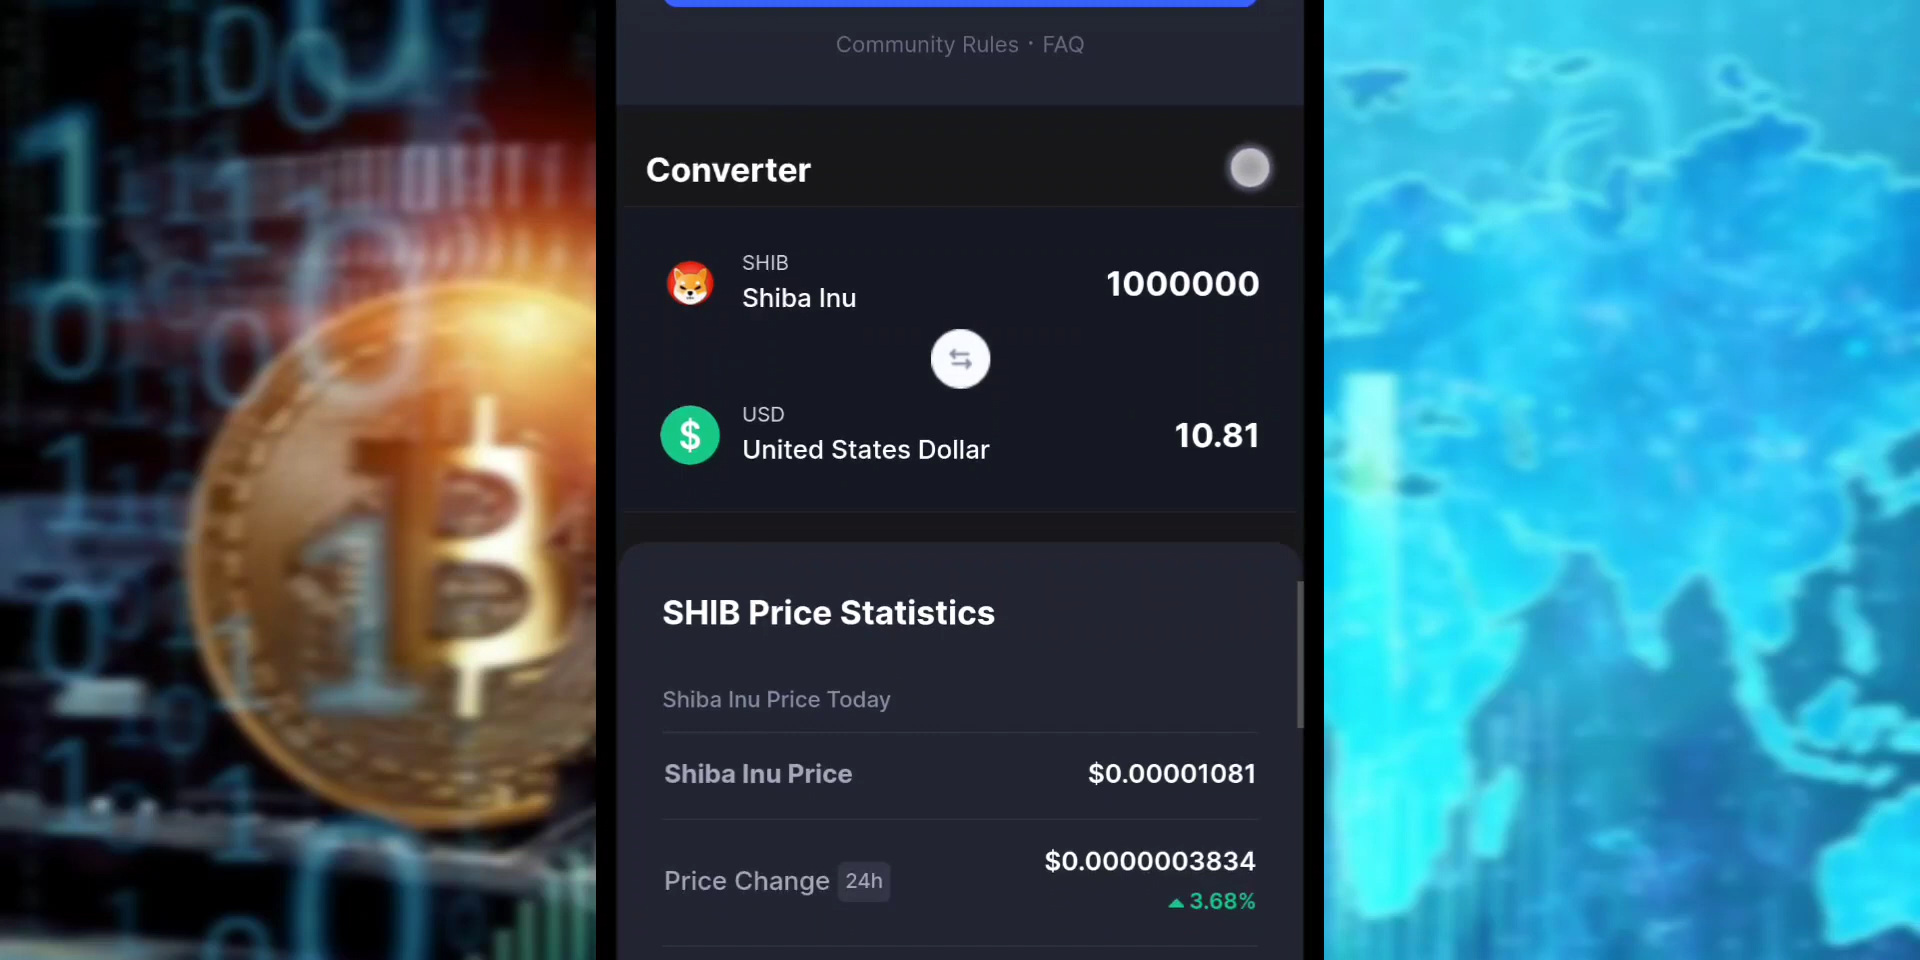 Community Rules · FAQ
Converter
SHIB
Shiba Inu
1000000
USD
United States Dollar
10.81
SHIB Price Statistics
Shiba Inu Price Today
Shiba Inu Price
$0.00001081
Price Change 24h
$0.0000003834
3.68%